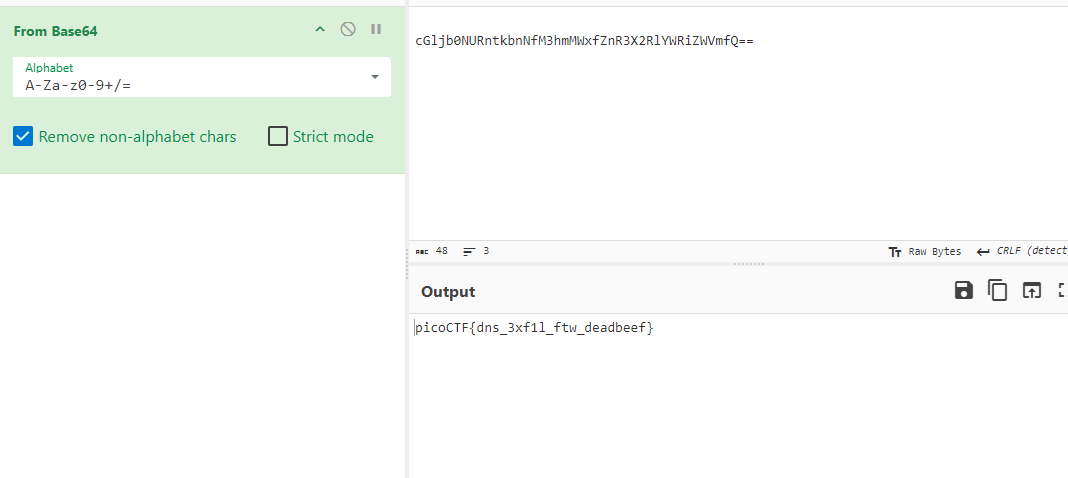 From Base64
Alphabet
A-Za-z0-9+/=
Remove non-alphabet chars
Strict mode
cGljb0NURntkbnNfM3hmMWxfZnR3X2RlYWRiZWVmfQ==
ABC 48 3
Tт Raw Bytes
CRLF (detect
Output
picoCTF{dns_3xf1l_ftw_deadbeef}